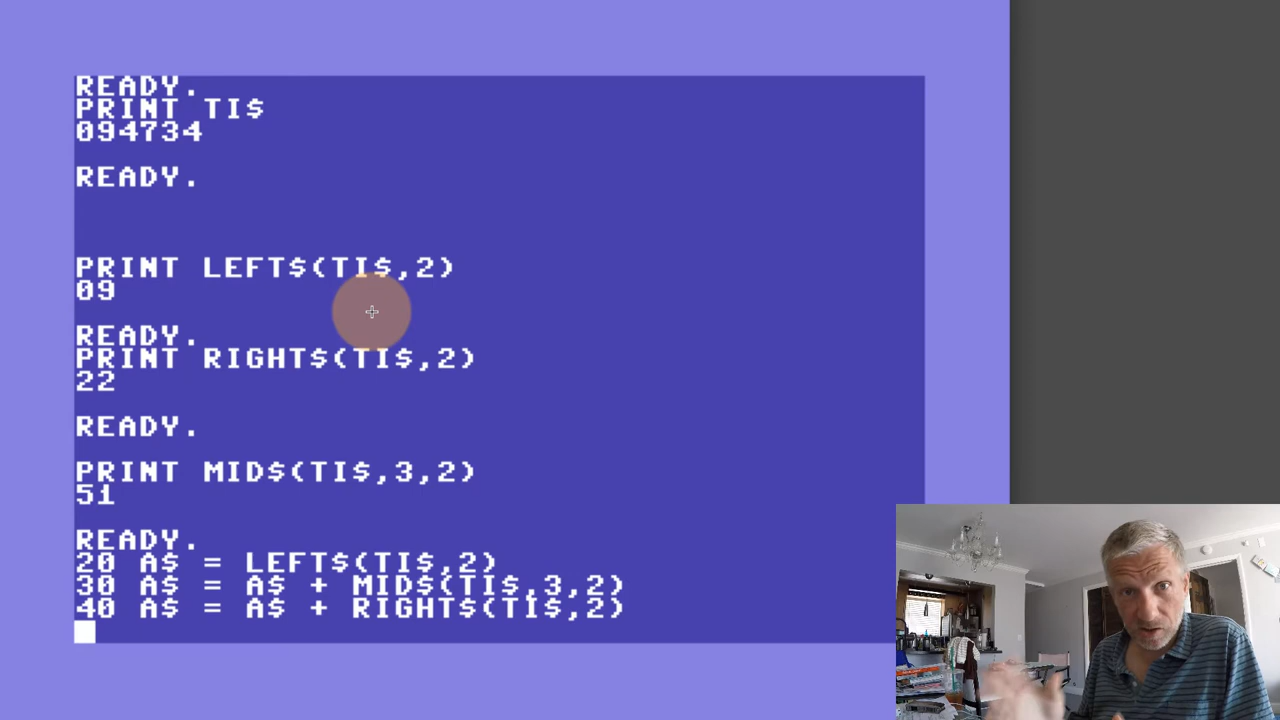 READY.
PRINT TI$
094734
READY.
PRINT LEFT$(TI$,2)
09
READY.
PRINT RIGHT$(TI$,2)
22
READY.
PRINT MID$(TI$,3,2)
51
READY.
20 A$ = LEFT$(TI$,2)
30 A$ = A$ + MID$(TI$,3,2)
40 A$ = A$ + RIGHT$(TI$,2)